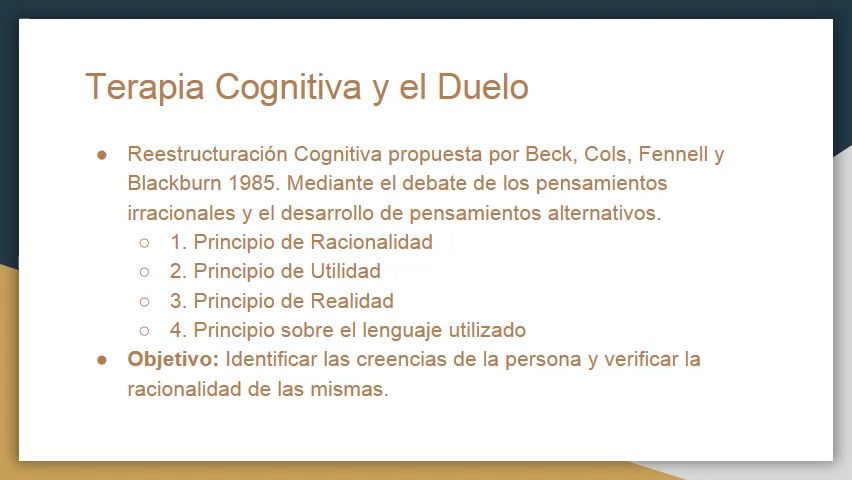 Terapia Cognitiva y el Duelo
● Reestructuración Cognitiva propuesta por Beck, Cols, Fennell y
Blackburn 1985. Mediante el debate de los pensamientos
irracionales y el desarrollo de pensamientos alternativos.
○ 1. Principio de Racionalidad
○ 2. Principio de Utilidad
○ 3. Principio de Realidad
○ 4. Principio sobre el lenguaje utilizado
● Objetivo: Identificar las creencias de la persona y verificar la
racionalidad de las mismas.